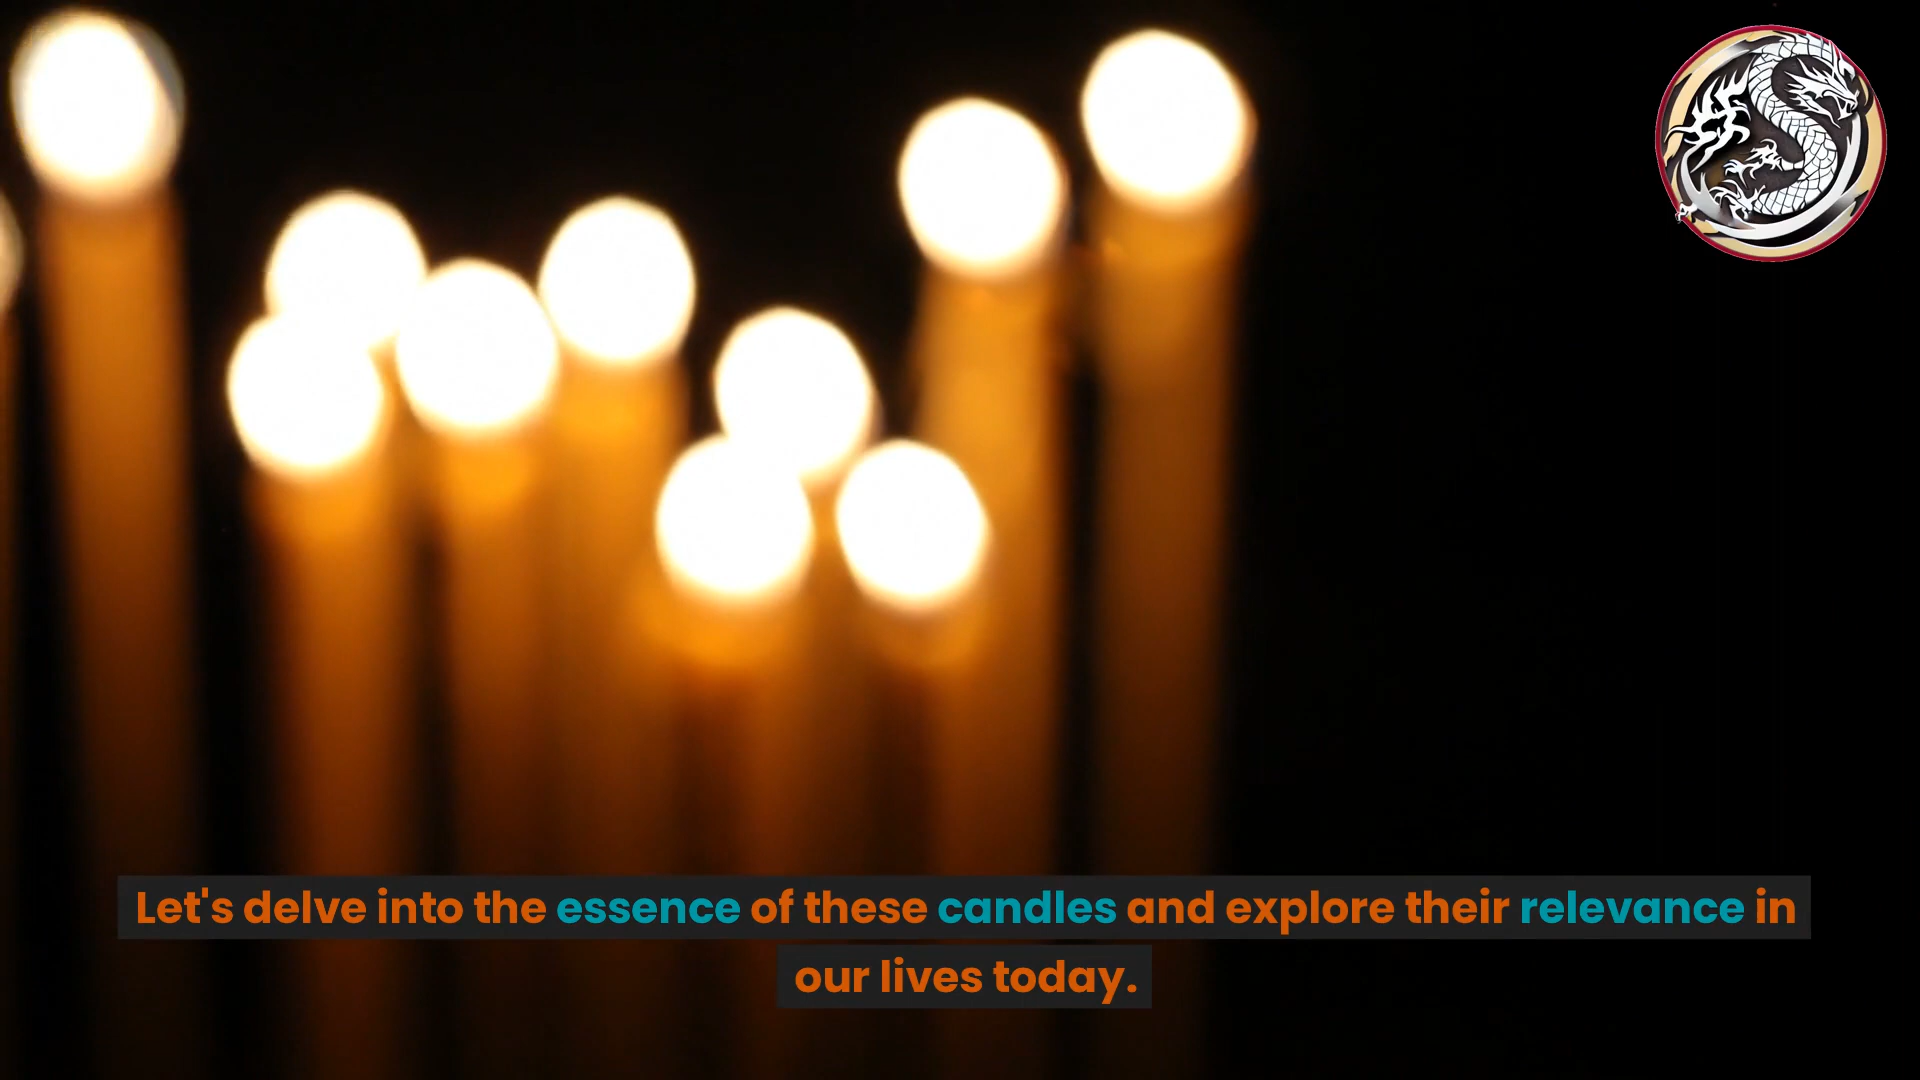 Let's delve into the essence of these candles and explore their relevance in
our lives today.